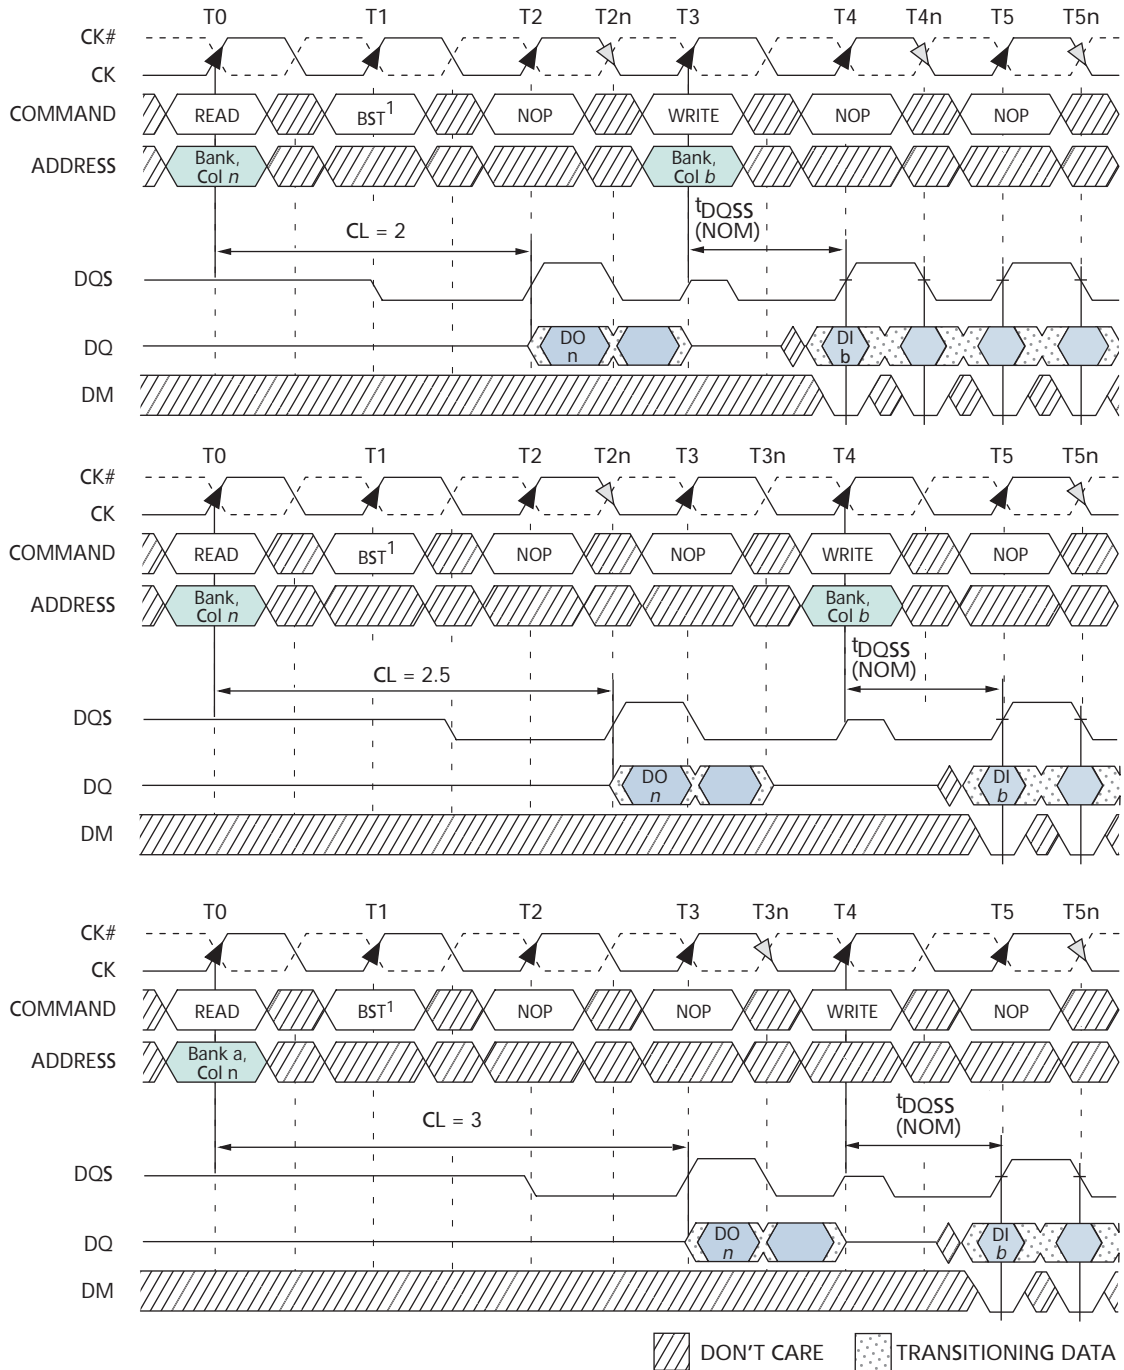 T0 T1 T2 T2n T3 T4 T4n T5 T5n
CK#
CK
COMMAND READ BST1 NOP WRITE NOP NOP
ADDRESS Bank, Col n Bank, Col b
CL = 2
tDQSS (NOM)
DQS
DQ DO n DI b
DM
T0 T1 T2 T2n T3 T3n T4 T5 T5n
CK#
CK
COMMAND READ BST1 NOP NOP WRITE NOP
ADDRESS Bank, Col n Bank, Col b
CL = 2.5
tDQSS (NOM)
DQS
DQ DO n DI b
DM
T0 T1 T2 T3 T3n T4 T5 T5n
CK#
CK
COMMAND READ BST1 NOP NOP WRITE NOP
ADDRESS Bank a, Col n
CL = 3
tDQSS (NOM)
DQS
DQ DO n DI b
DM
DON'T CARE TRANSITIONING DATA